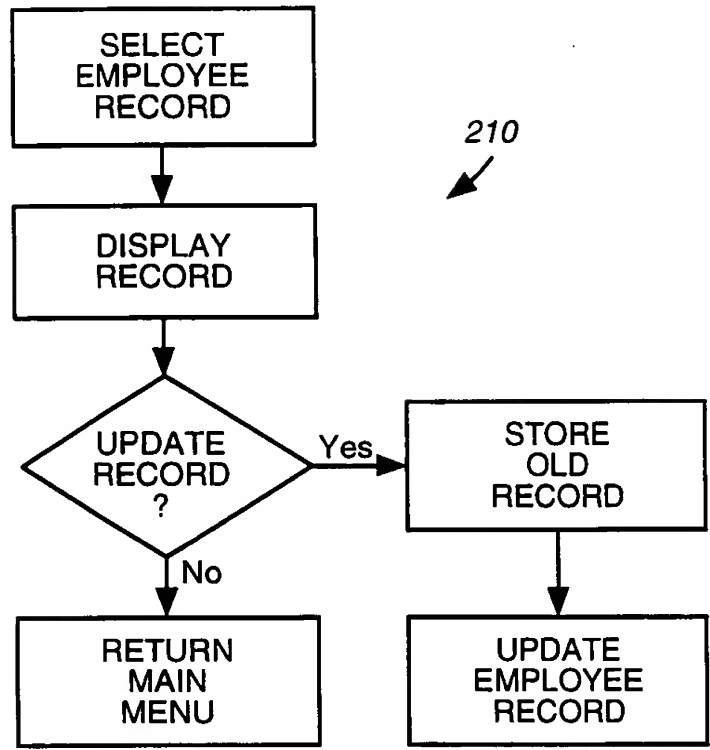 SELECT
EMPLOYEE
RECORD
210
DISPLAY
RECORD
UPDATE
RECORD
?
Yes
STORE
OLD
RECORD
No
RETURN
MAIN
MENU
UPDATE
EMPLOYEE
RECORD